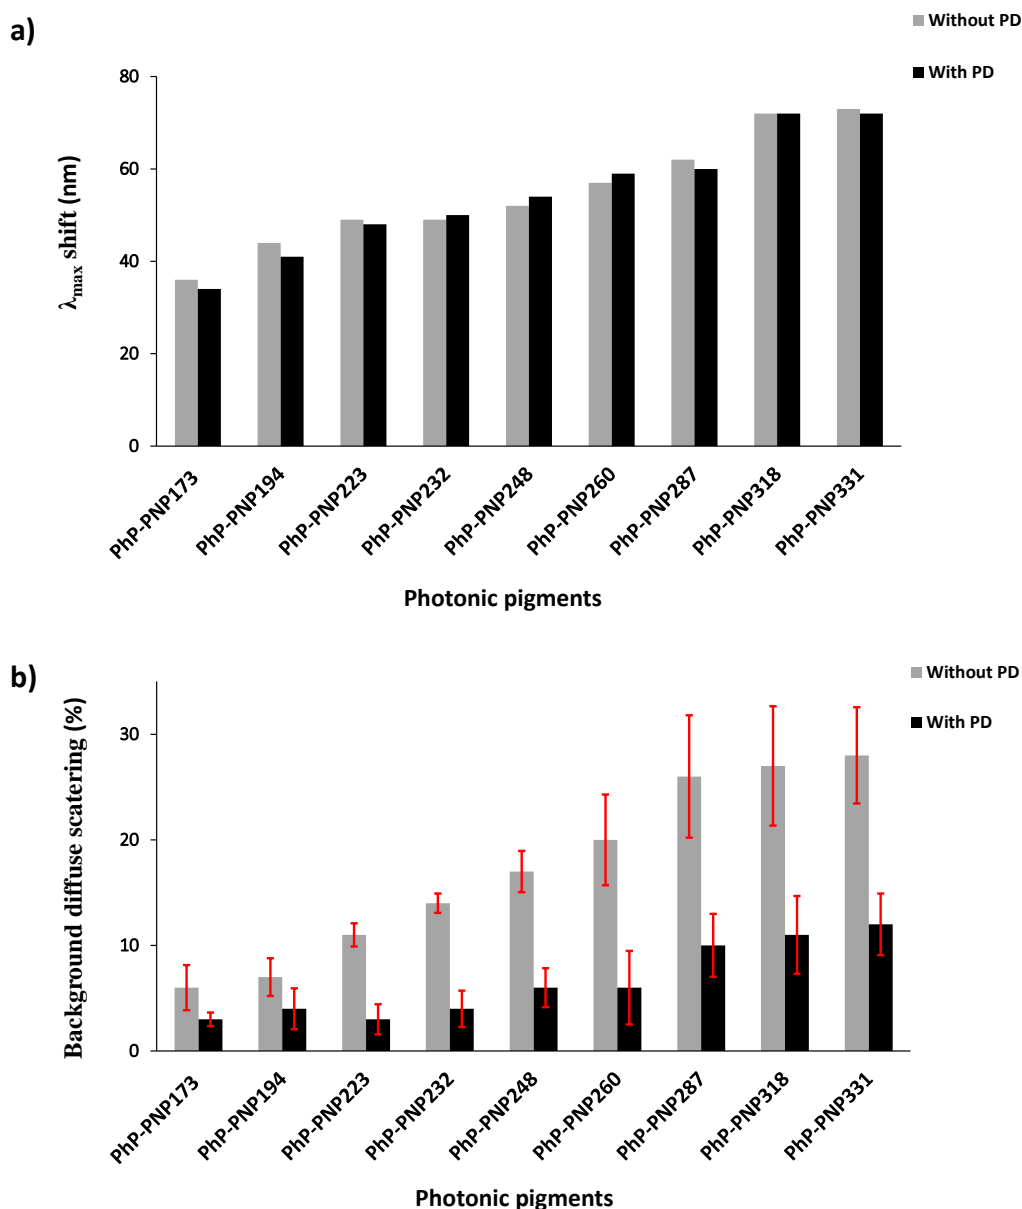 a)
Without PD
With PD
80
60
40
20
0
λmax shift (nm)
PhP-PNP173
PhP-PNP194
PhP-PNP223
PhP-PNP232
PhP-PNP248
PhP-PNP260
PhP-PNP287
PhP-PNP318
PhP-PNP331
Photonic pigments
b)
Without PD
With PD
30
20
10
0
Background diffuse scatering (%)
PhP-PNP173
PhP-PNP194
PhP-PNP223
PhP-PNP232
PhP-PNP248
PhP-PNP260
PhP-PNP287
PhP-PNP318
PhP-PNP331
Photonic pigments